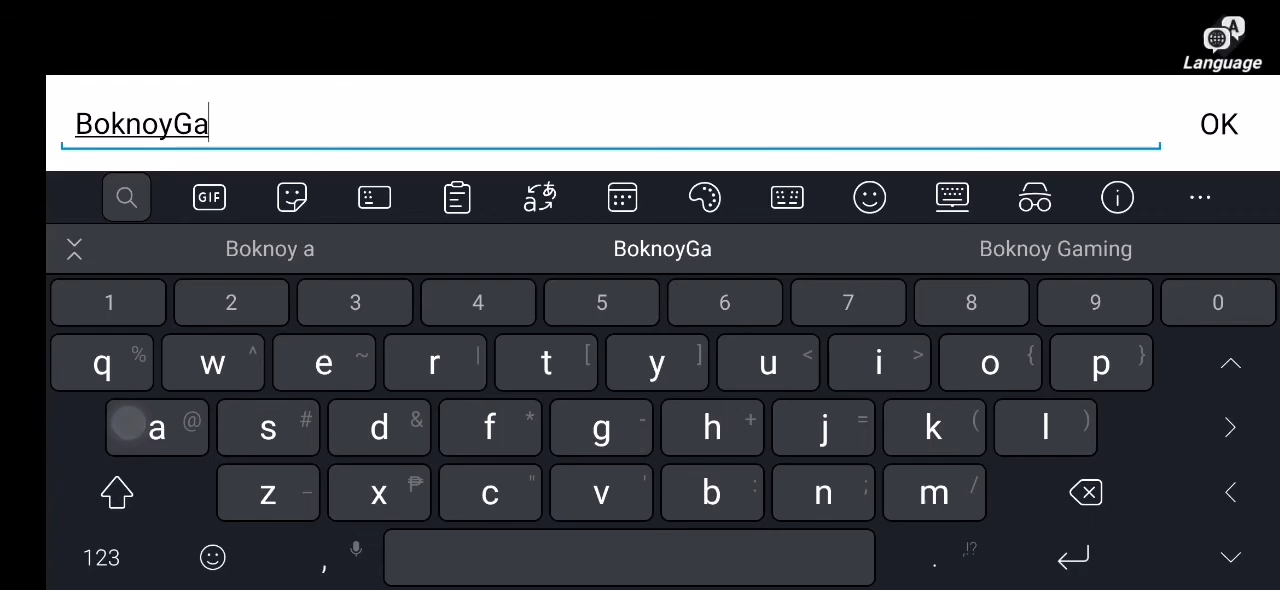 Language
BoknoyGa OK
GIF
Boknoy a BoknoyGa Boknoy Gaming
1 2 3 4 5 6 7 8 9 0
q % w ^ e ~ r | t [ y ] u < i > o { p }
a @ s # d & f * g - h + j = k ( l )
z _ x ₱ c " v ' b : n ; m /
123 , . !?